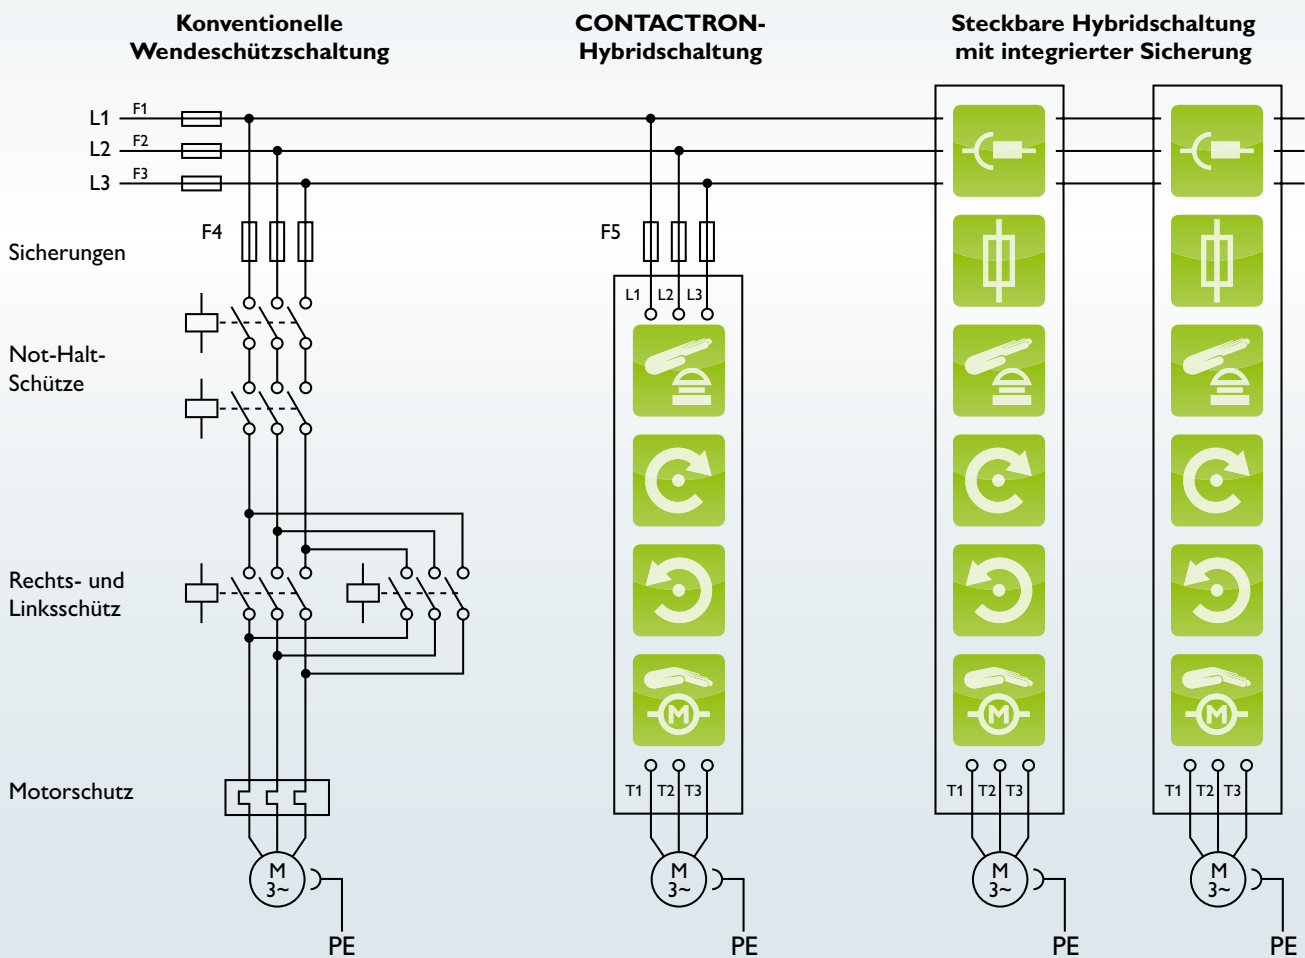 Konventionelle
Wendeschützschaltung
CONTACTRON-
Hybridschaltung
Steckbare Hybridschaltung
mit integrierter Sicherung
L1 F1
L2 F2
L3 F3
Sicherungen
F4
F5
L1 L2 L3
Not-Halt-
Schütze
Rechts- und
Linksschütz
M
M
M
Motorschutz
T1 T2 T3
T1 T2 T3
T1 T2 T3
M
3~
M
3~
M
3~
M
3~
PE
PE
PE
PE